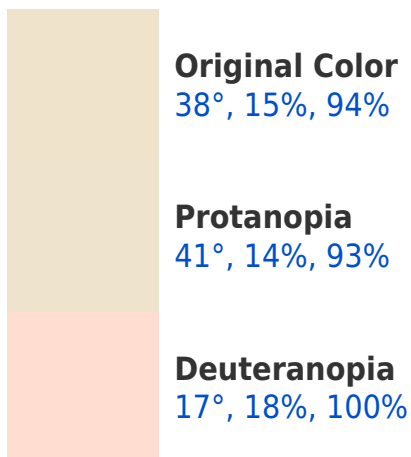 Original Color
38°, 15%, 94%
Protanopia
41°, 14%, 93%
Deuteranopia
17°, 18%, 100%